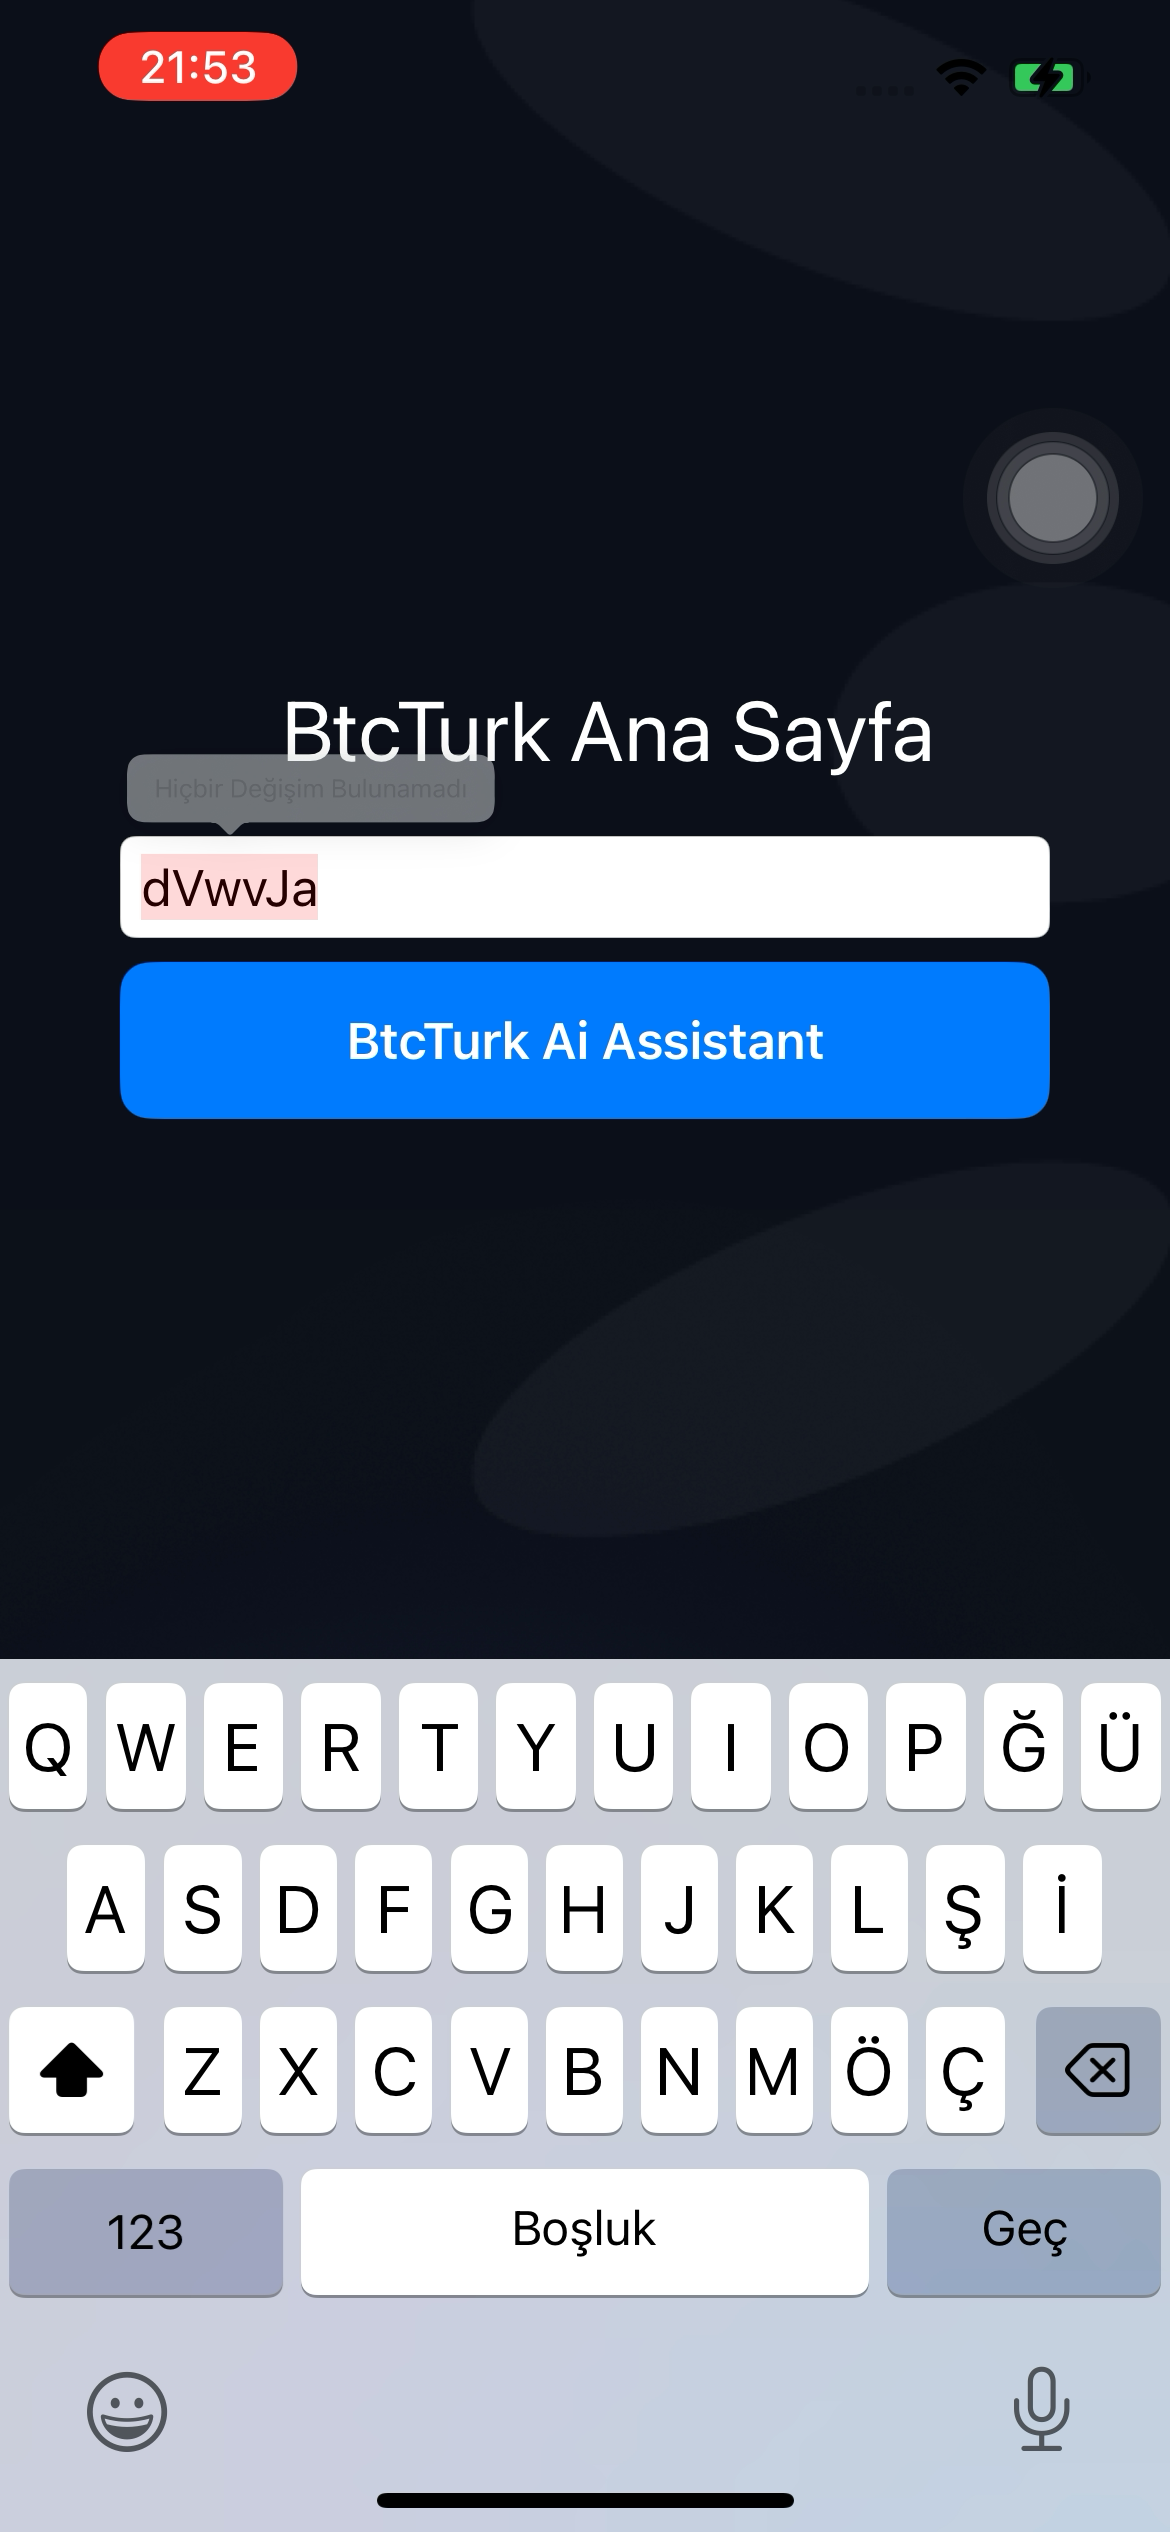 21:53
BtcTurk Ana Sayfa
Hiçbir Değişim Bulunamadı
dVwvJa
BtcTurk Ai Assistant
Q W E R T Y U I O P Ğ Ü
A S D F G H J K L Ş İ
Z X C V B N M Ö Ç
123 Boşluk Geç